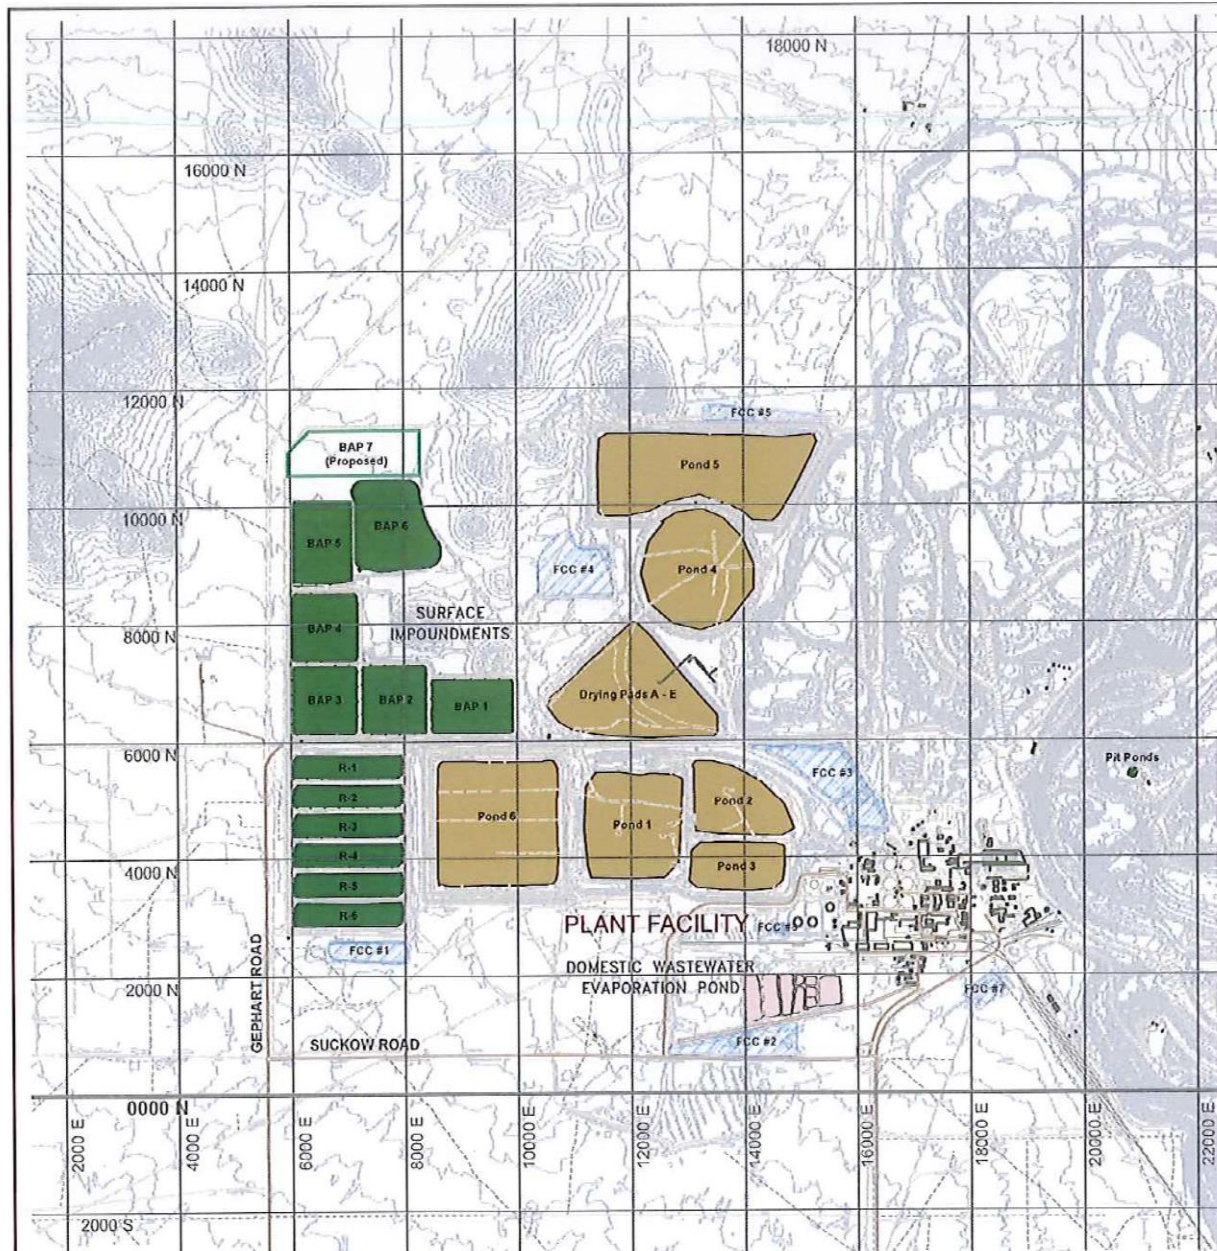 18000 N
16000 N
14000 N
12000 N
FCC #5
BAP 7
(Proposed)
Pond 5
10000 N
BAP 6
BAP 5
FCC #4
Pond 4
SURFACE
IMPOUNDMENTS
8000 N
BAP 4
Drying Pads A - E
BAP 3
BAP 2
BAP 1
6000 N
Pit Ponds
R-1
FCC #3
R-2
Pond 2
R-3
Pond 6
Pond 1
R-4
4000 N
Pond 3
R-5
R-6
PLANT FACILITY
FCC #1
DOMESTIC WASTEWATER
EVAPORATION POND
2000 N
FCC #7
GEPHART ROAD
SUCKOW ROAD
FCC #2
0000 N
2000 E
4000 E
6000 E
8000 E
10000 E
12000 E
14000 E
16000 E
18000 E
20000 E
22000 E
2000 S